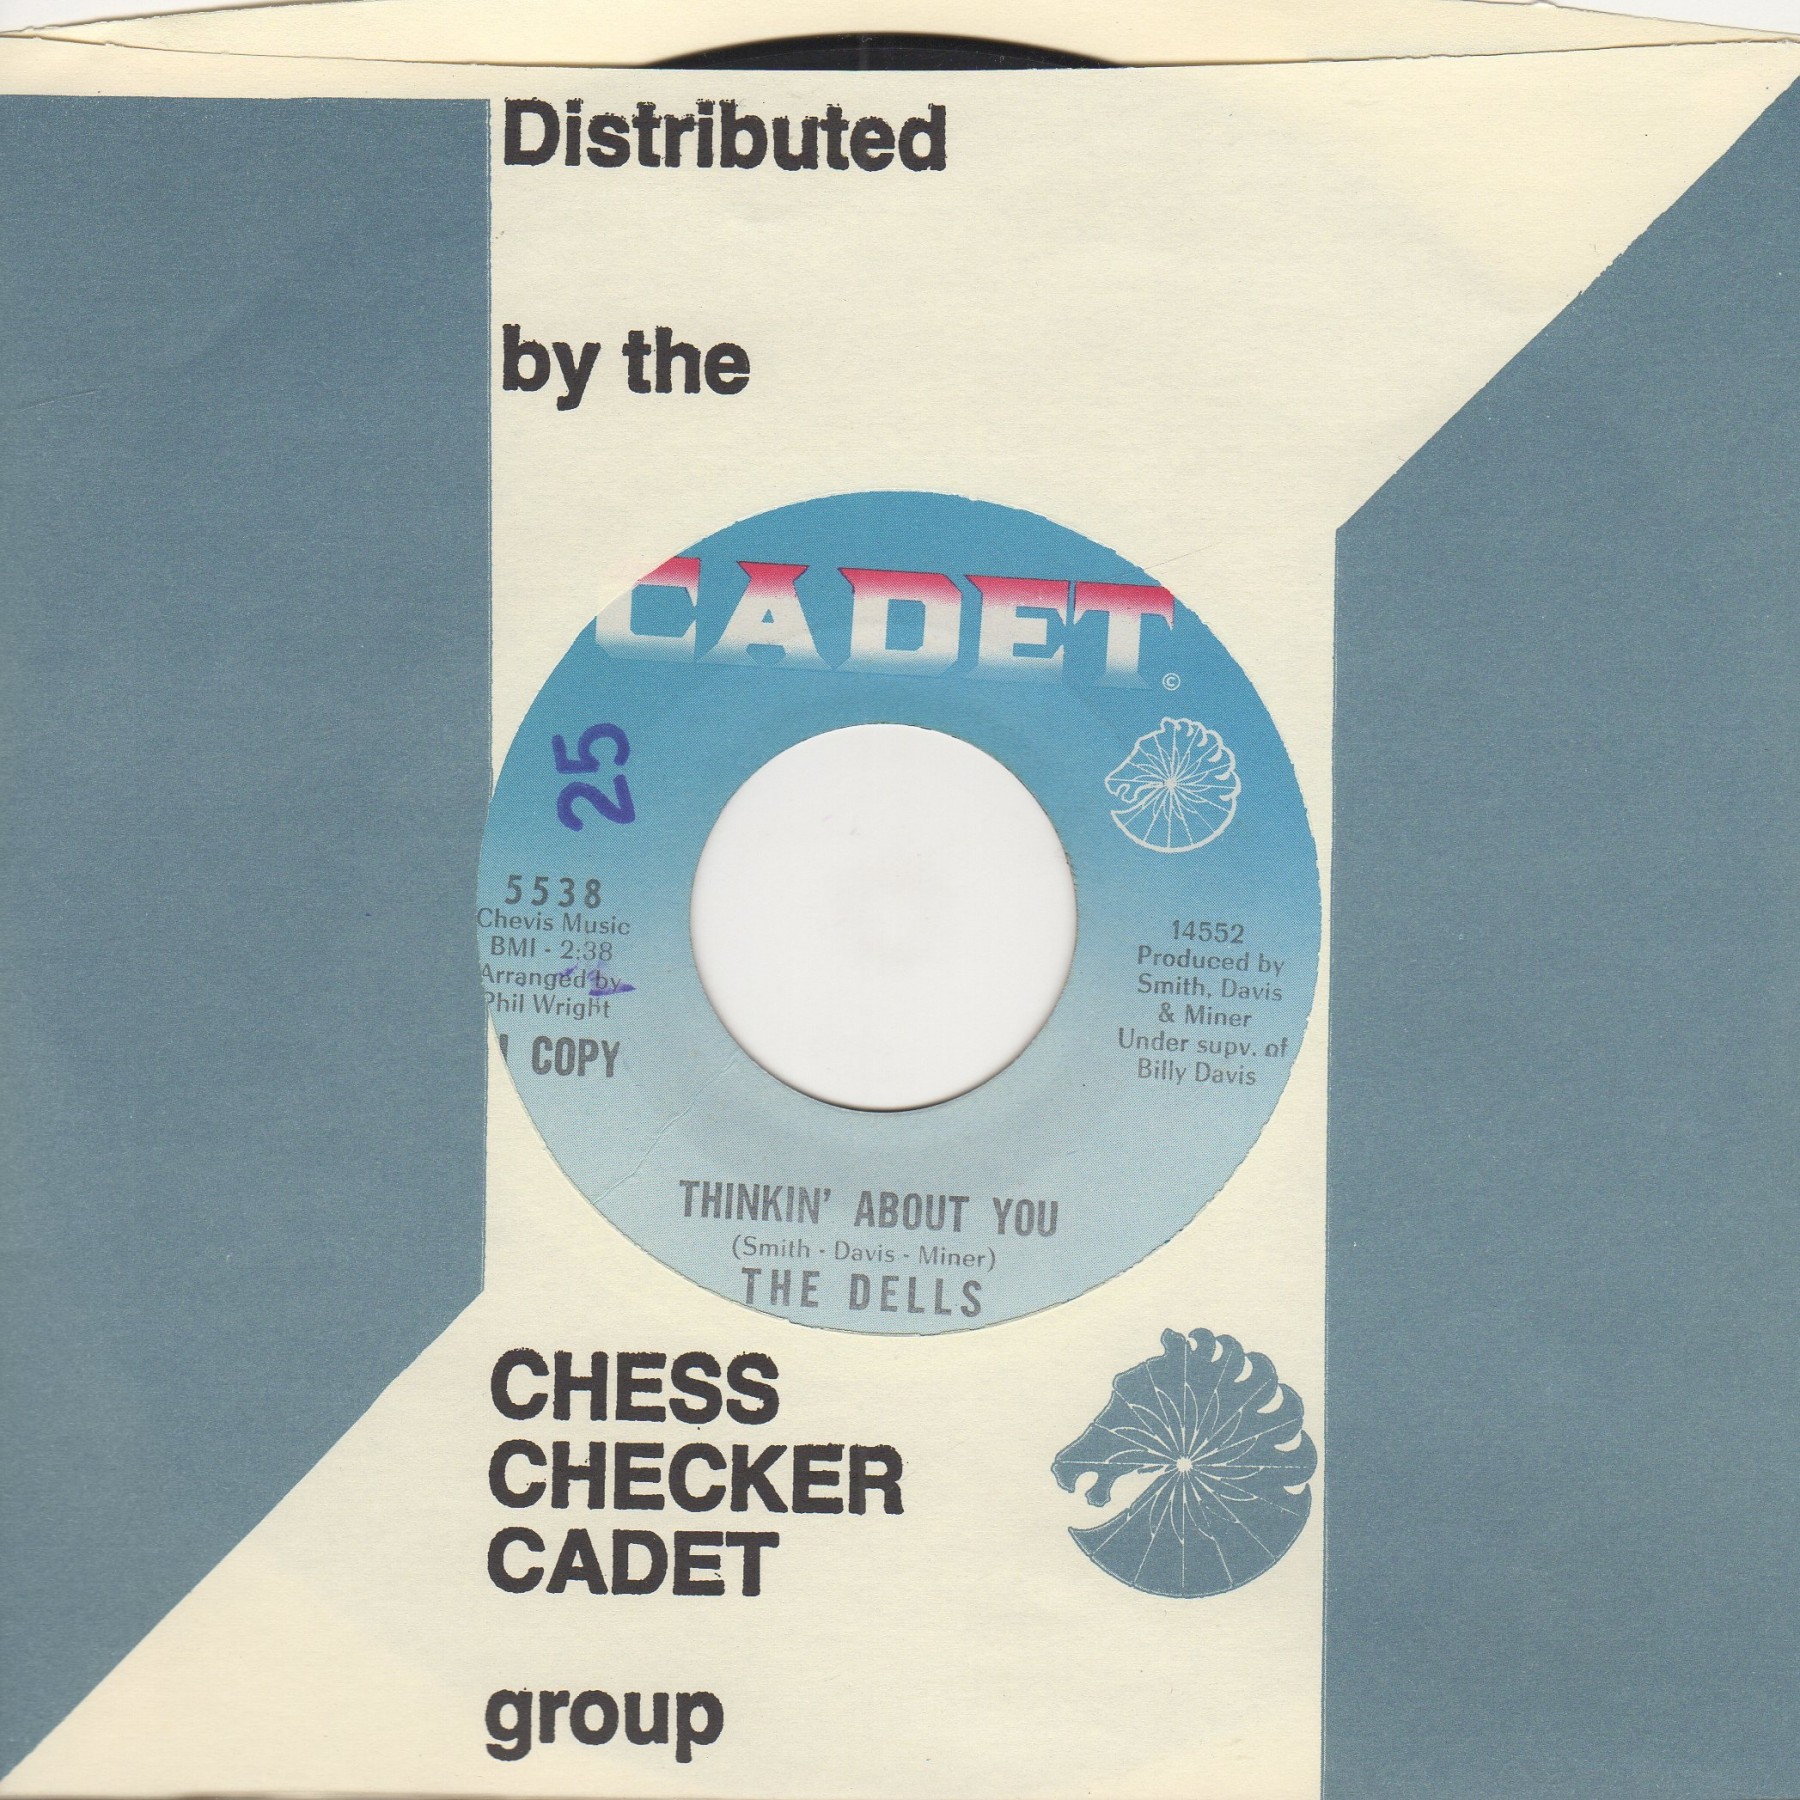 Distributed
by the
CADET
©
25
5538
Chevis Music
BMI - 2:38
Arranged by
Phil Wright
COPY
14552
Produced by
Smith, Davis
& Miner
Under supv. of
Billy Davis
THINKIN' ABOUT YOU
(Smith - Davis - Miner)
THE DELLS
CHESS
CHECKER
CADET
group